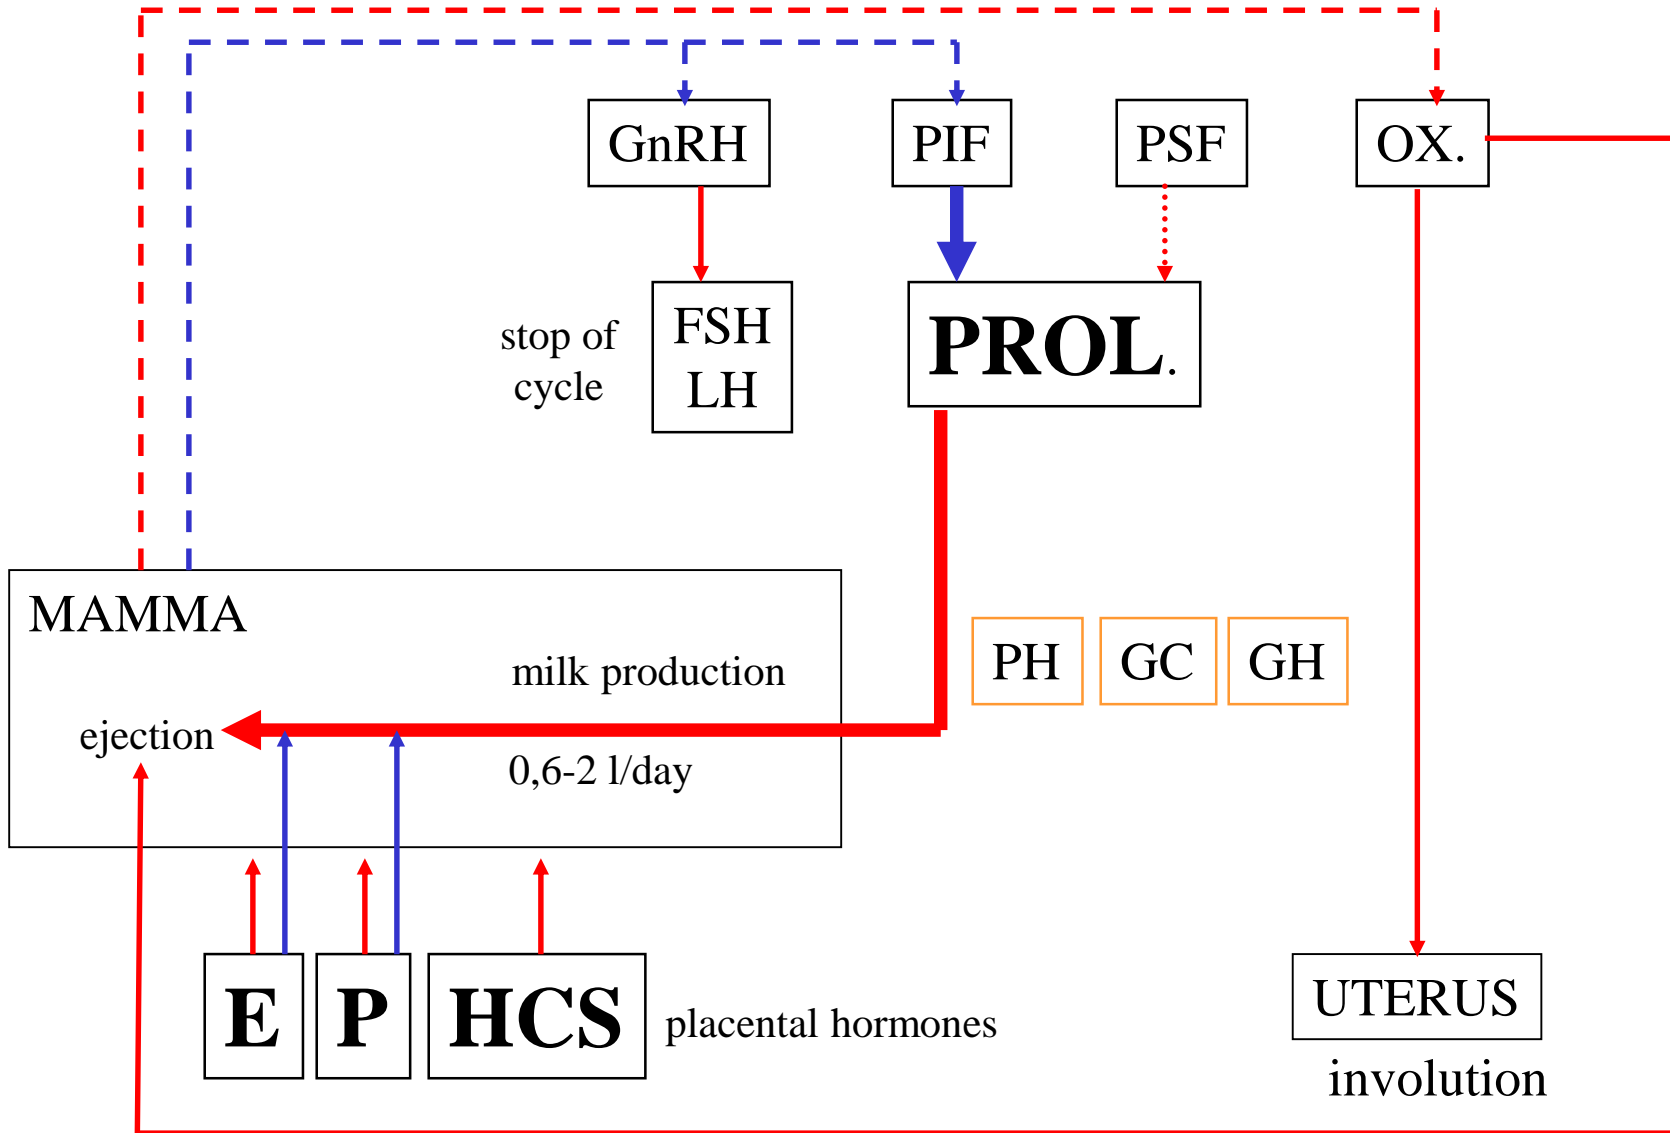 GnRH
PIF
PSF
OX.
stop of
cycle
FSH
LH
PROL.
MAMMA
milk production
ejection
0,6-2 l/day
PH
GC
GH
E
P
HCS
placental hormones
UTERUS
involution